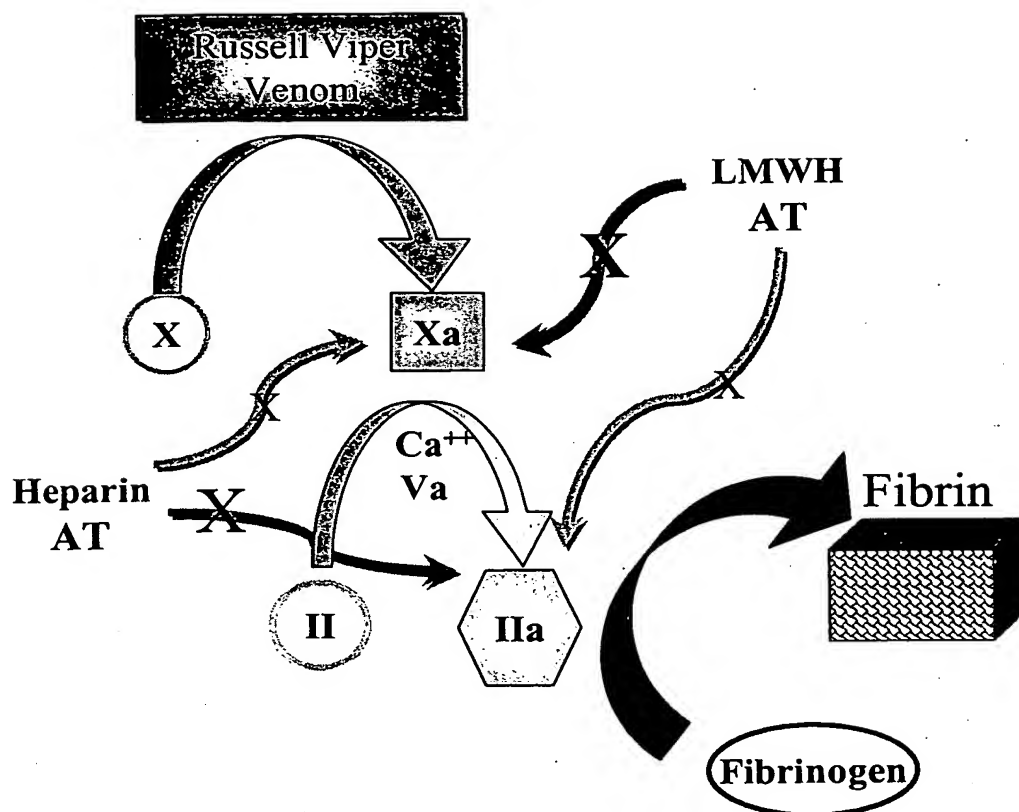 Russell Viper
Venom
LMWH
AT
X
X
Xa
X
X
Ca++
Va
Heparin
AT
X
Fibrin
II
IIa
Fibrinogen